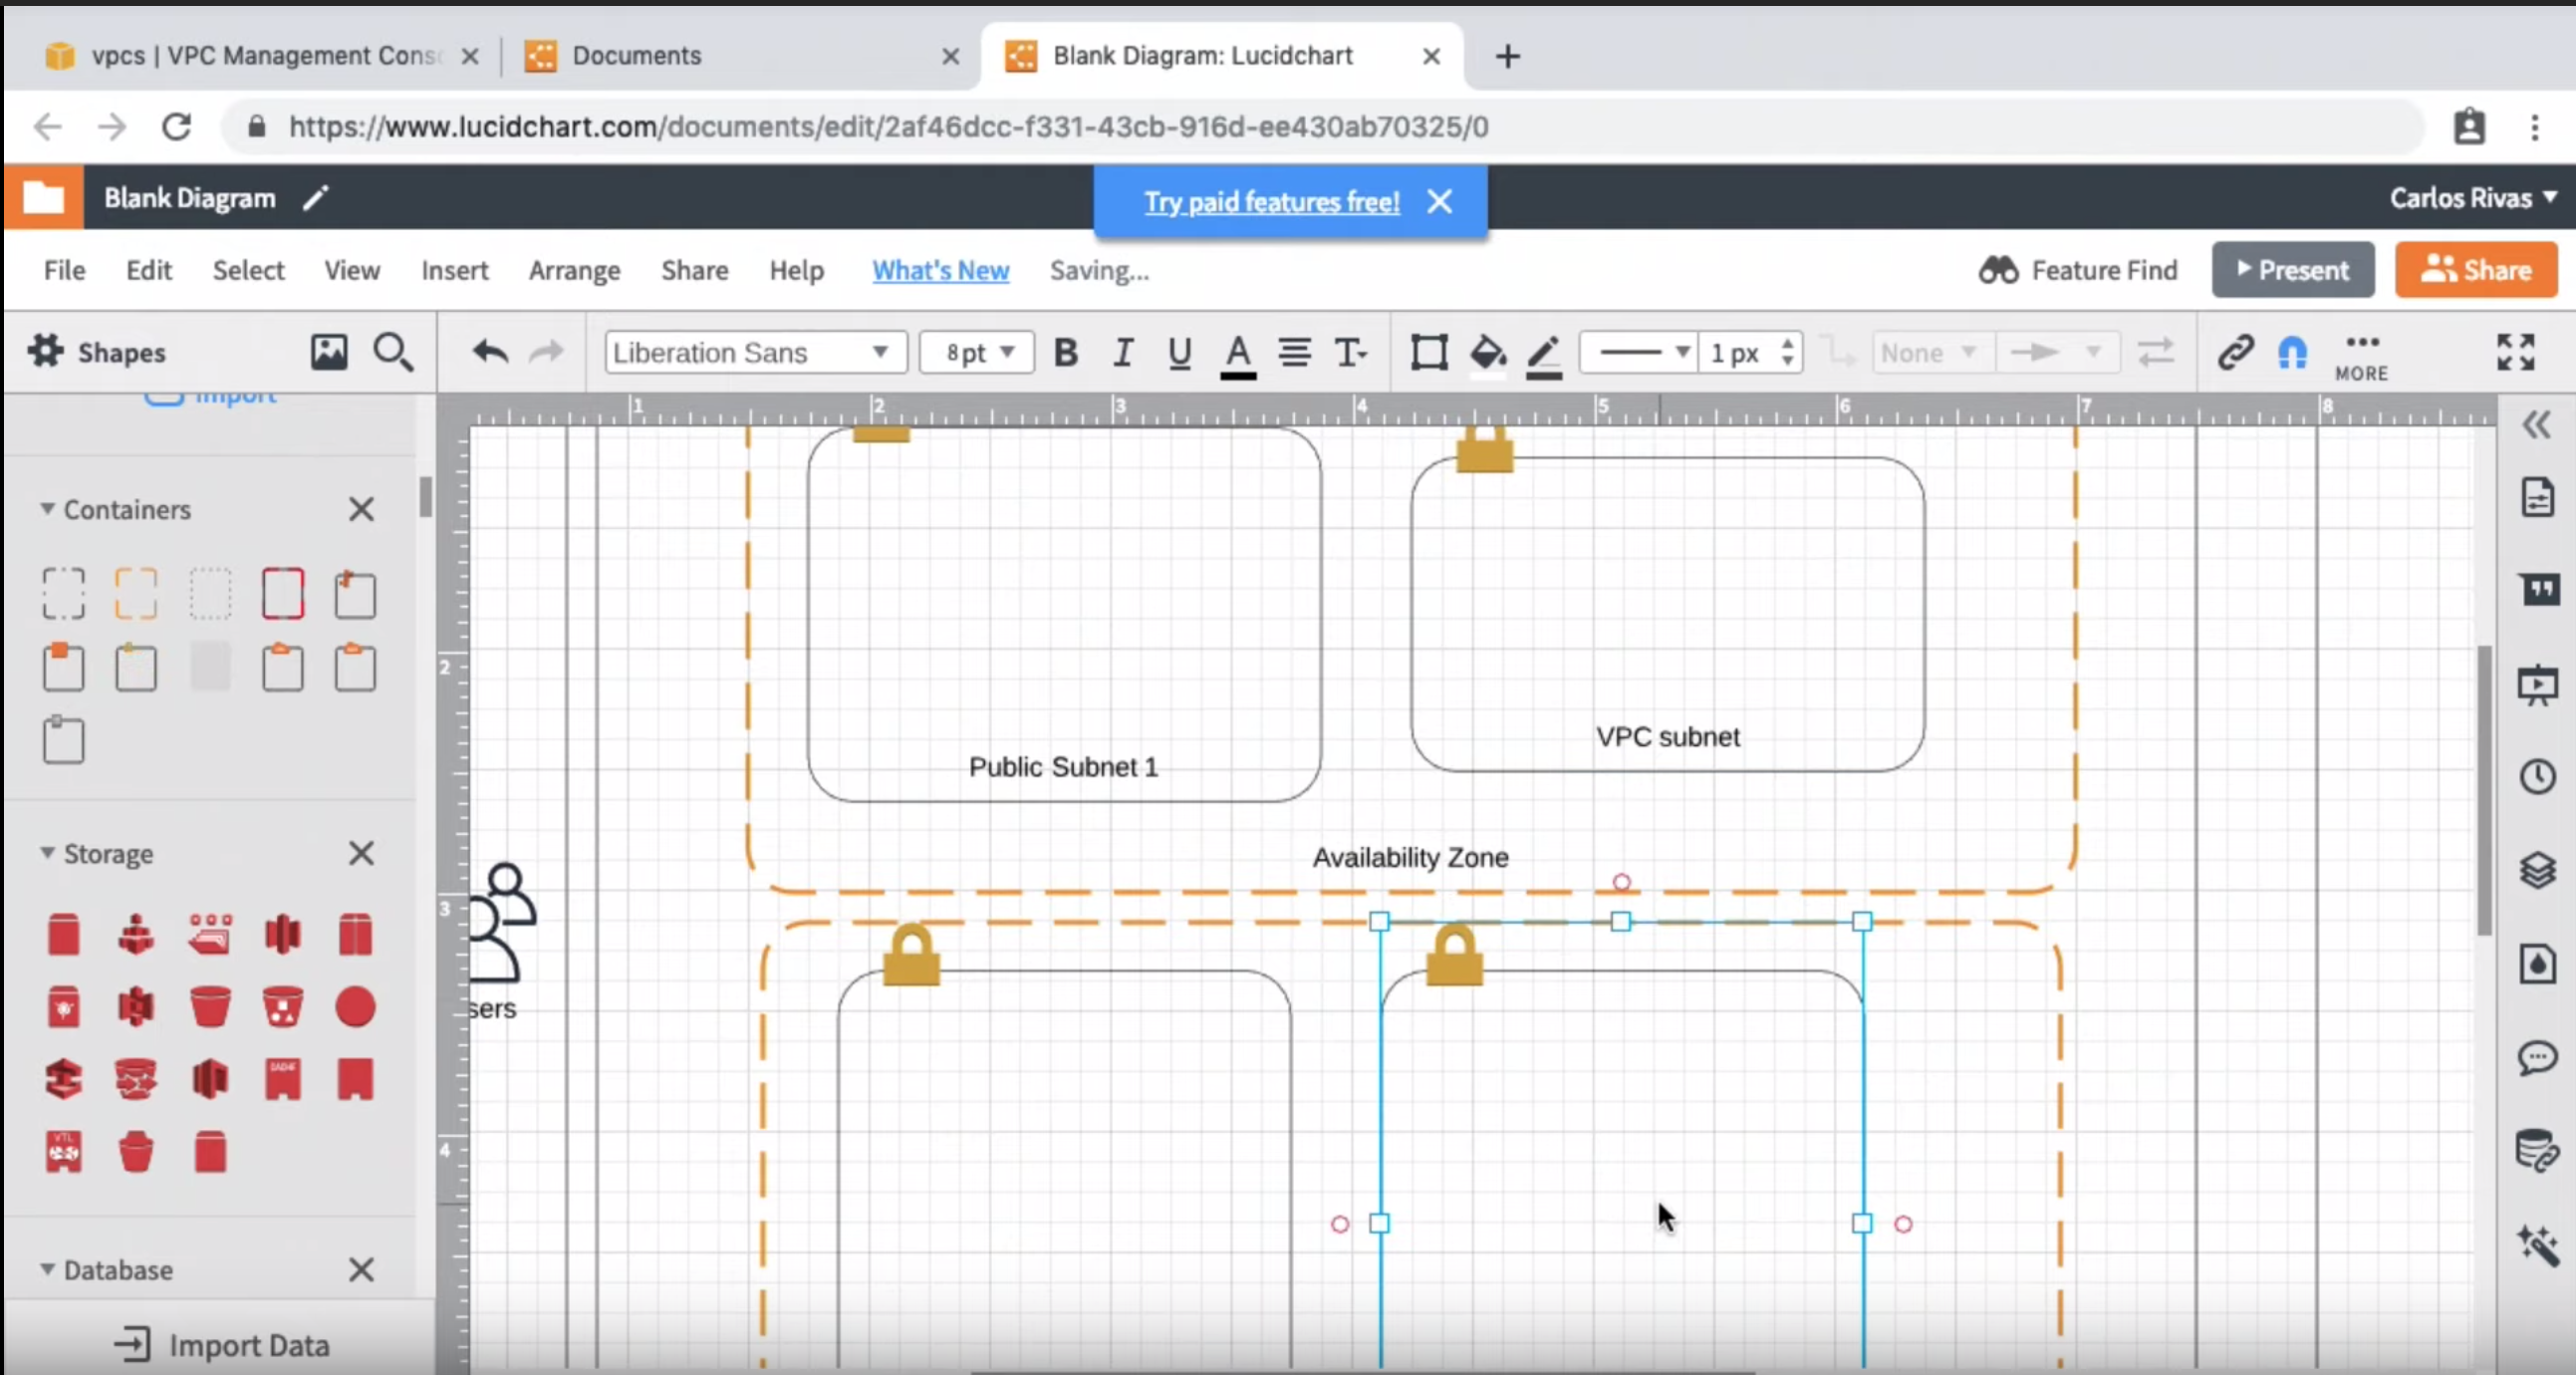 vpcs | VPC Management Cons
Documents
Blank Diagram: Lucidchart
https://www.lucidchart.com/documents/edit/2af46dcc-f331-43cb-916d-ee430ab70325/0
Blank Diagram
Try paid features free!
Carlos Rivas
File Edit Select View Insert Arrange Share Help What's New Saving... Feature Find Present Share
Shapes
Liberation Sans 8 pt B I U A T 1 px None MORE
Import
1 2 3 4 5 6 7 8
Containers
2
VPC subnet
Public Subnet 1
Storage
Availability Zone
3
sers
4
VTL
Database
Import Data